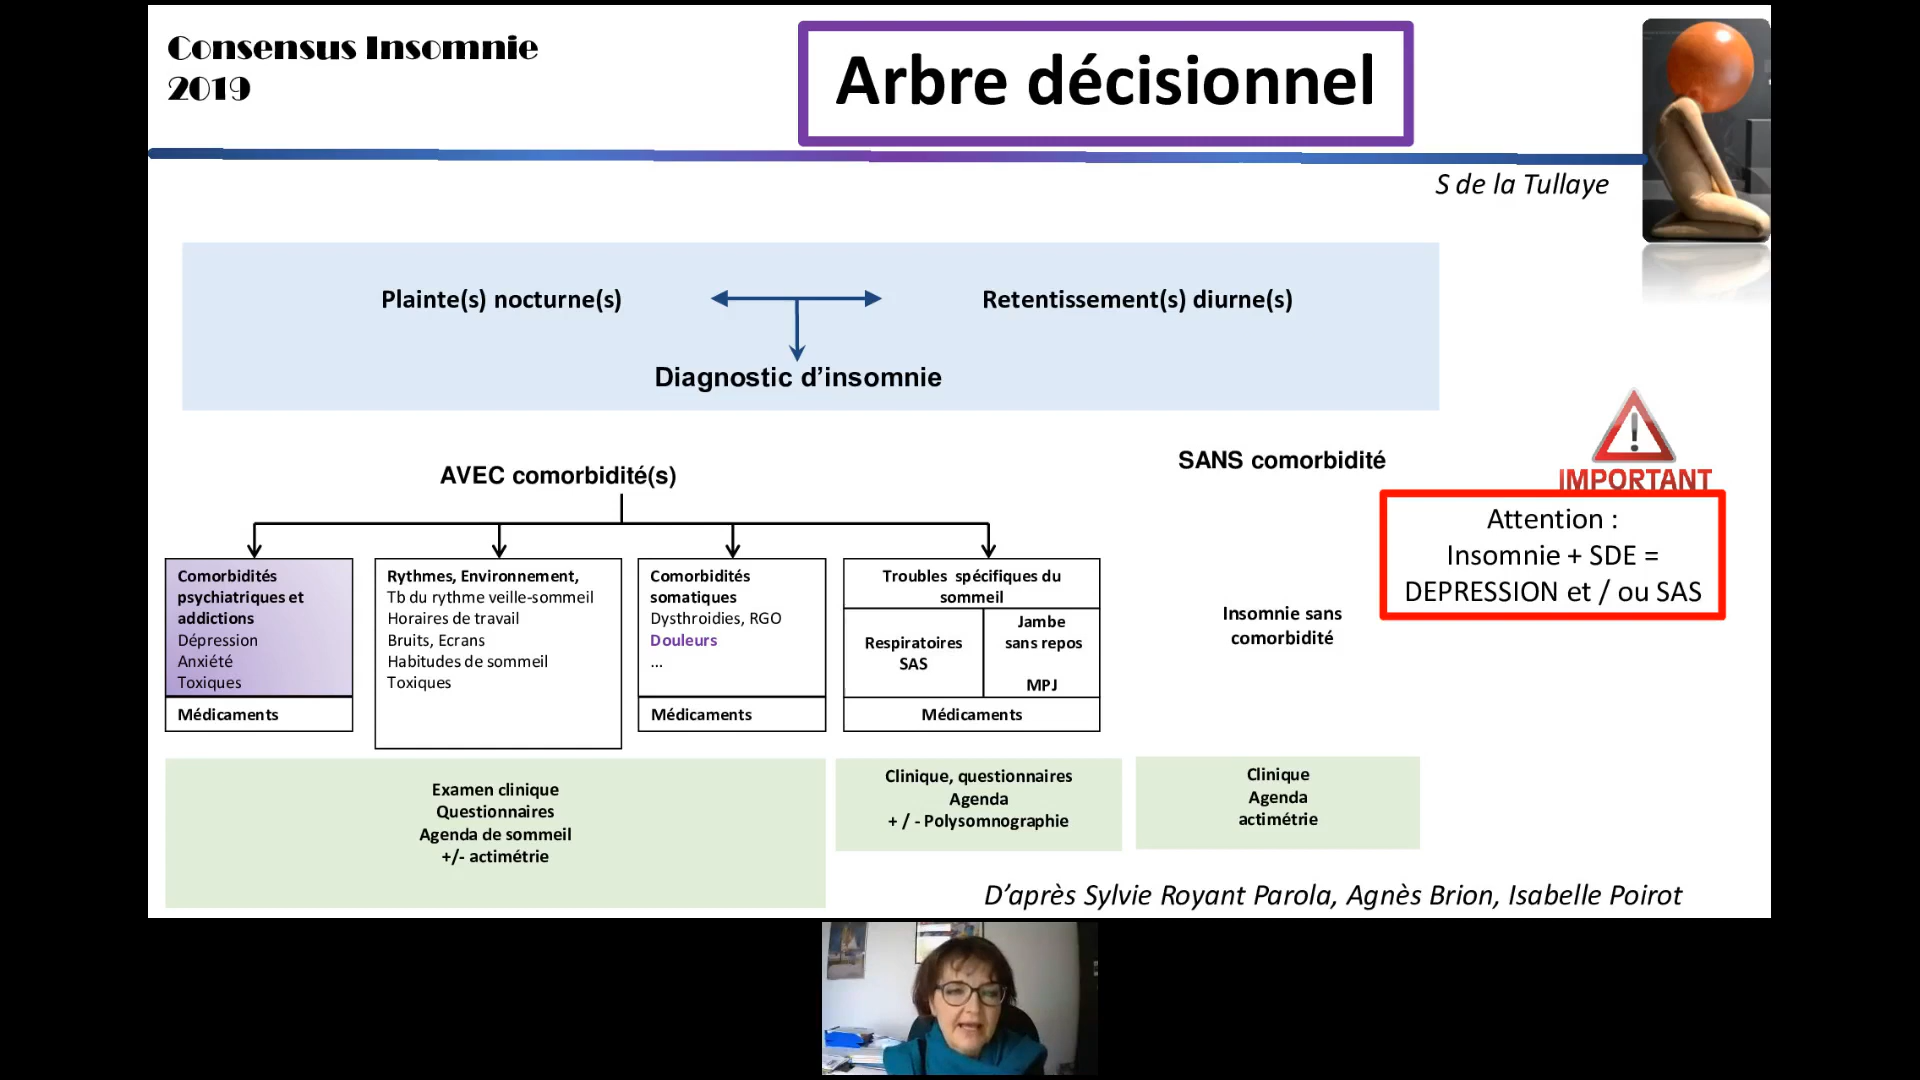 Consensus Insomnie
2019
Arbre décisionnel
S de la Tullaye
Plainte(s) nocturne(s)
Retentissement(s) diurne(s)
Diagnostic d’insomnie
AVEC comorbidité(s)
SANS comorbidité
IMPORTANT
Attention :
Insomnie + SDE =
DEPRESSION et / ou SAS
Comorbidités
psychiatriques et
addictions
Dépression
Anxiété
Toxiques
Médicaments
Rythmes, Environnement,
Tb du rythme veille-sommeil
Horaires de travail
Bruits, Ecrans
Habitudes de sommeil
Toxiques
Comorbidités
somatiques
Dysthroidies, RGO
Douleurs
...
Médicaments
Troubles spécifiques du
sommeil
Respiratoires
SAS
Jambe
sans repos
MPJ
Médicaments
Insomnie sans
comorbidité
Examen clinique
Questionnaires
Agenda de sommeil
+/- actimétrie
Clinique, questionnaires
Agenda
+ / - Polysomnographie
Clinique
Agenda
actimétrie
D’après Sylvie Royant Parola, Agnès Brion, Isabelle Poirot